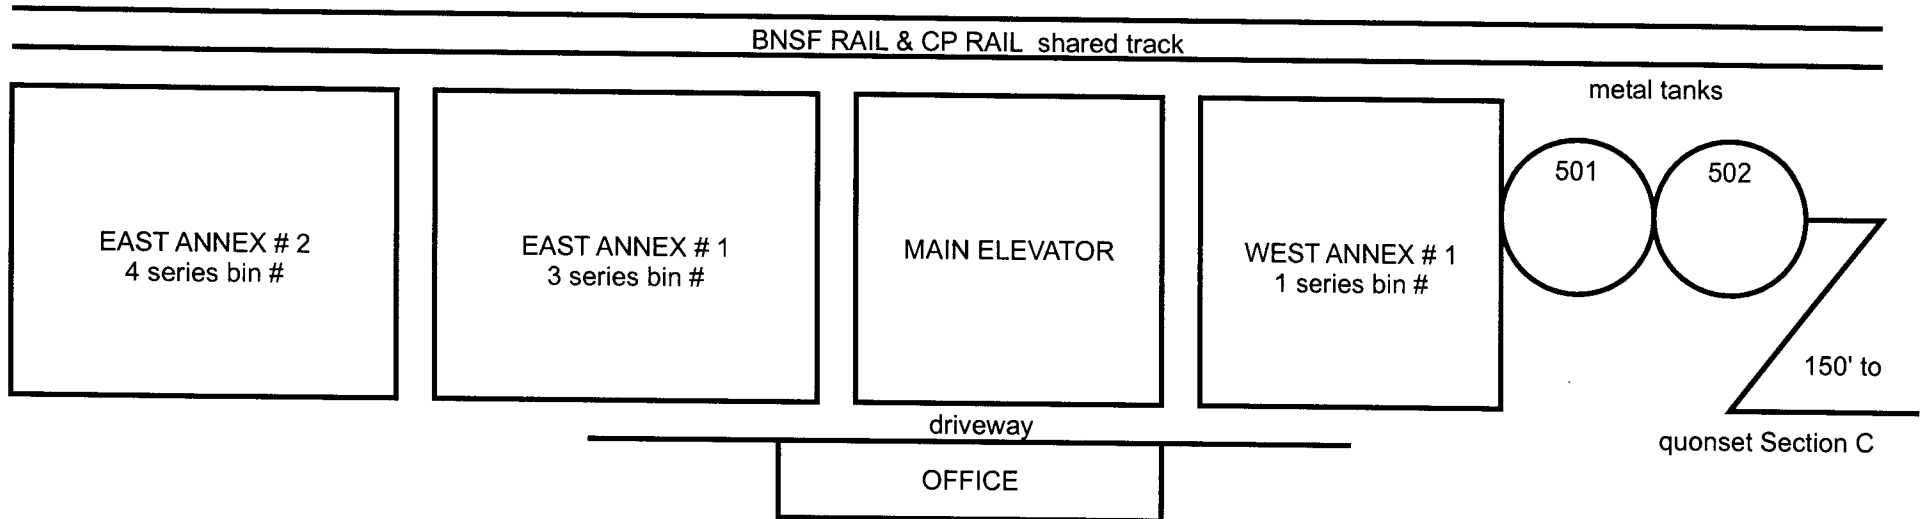 BNSF RAIL & CP RAIL shared track
metal tanks
501
502
EAST ANNEX # 2
4 series bin #
EAST ANNEX # 1
3 series bin #
MAIN ELEVATOR
WEST ANNEX # 1
1 series bin #
150' to
quonset Section C
driveway
OFFICE